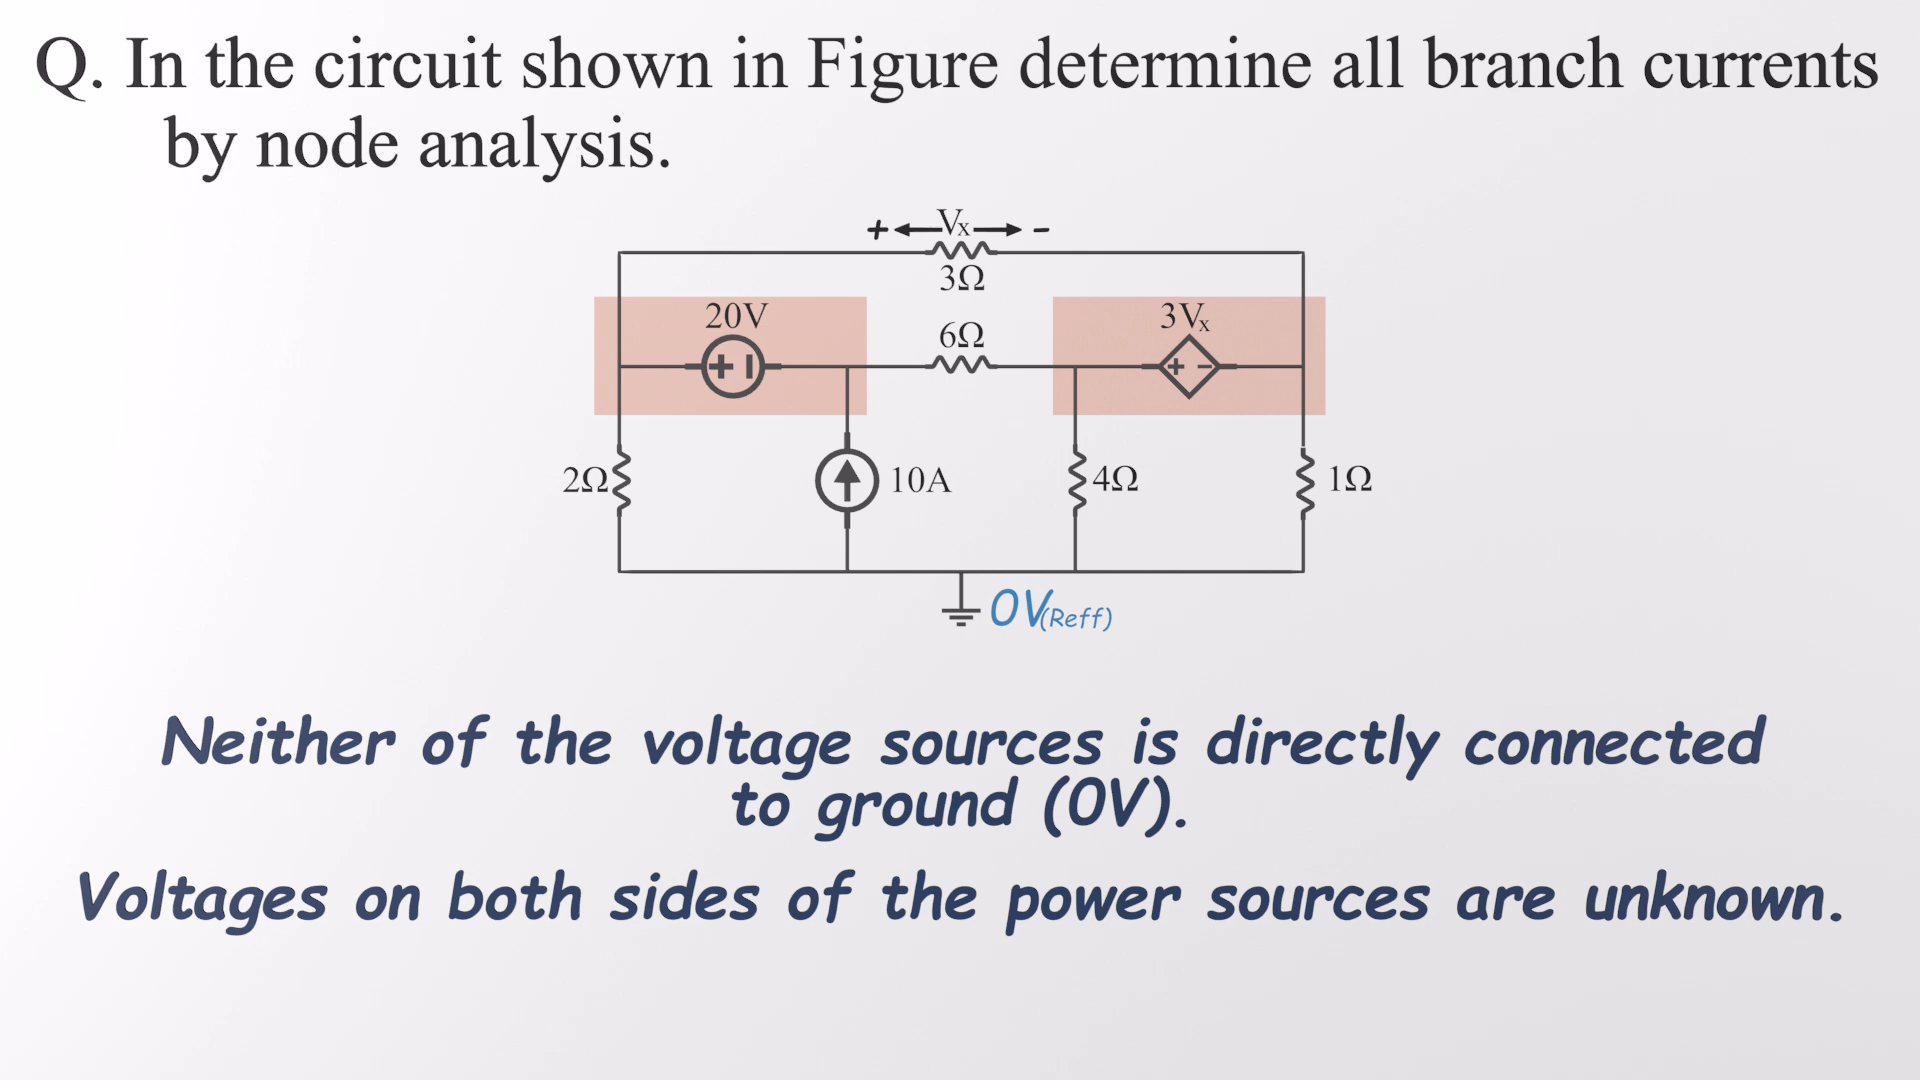 Q. In the circuit shown in Figure determine all branch currents
by node analysis.
+ Vx -
3Ω
20V
3Vx
6Ω
+ -
+ -
2Ω
10A
4Ω
1Ω
0V(Reff)
Neither of the voltage sources is directly connected
to ground (0V).
Voltages on both sides of the power sources are unknown.